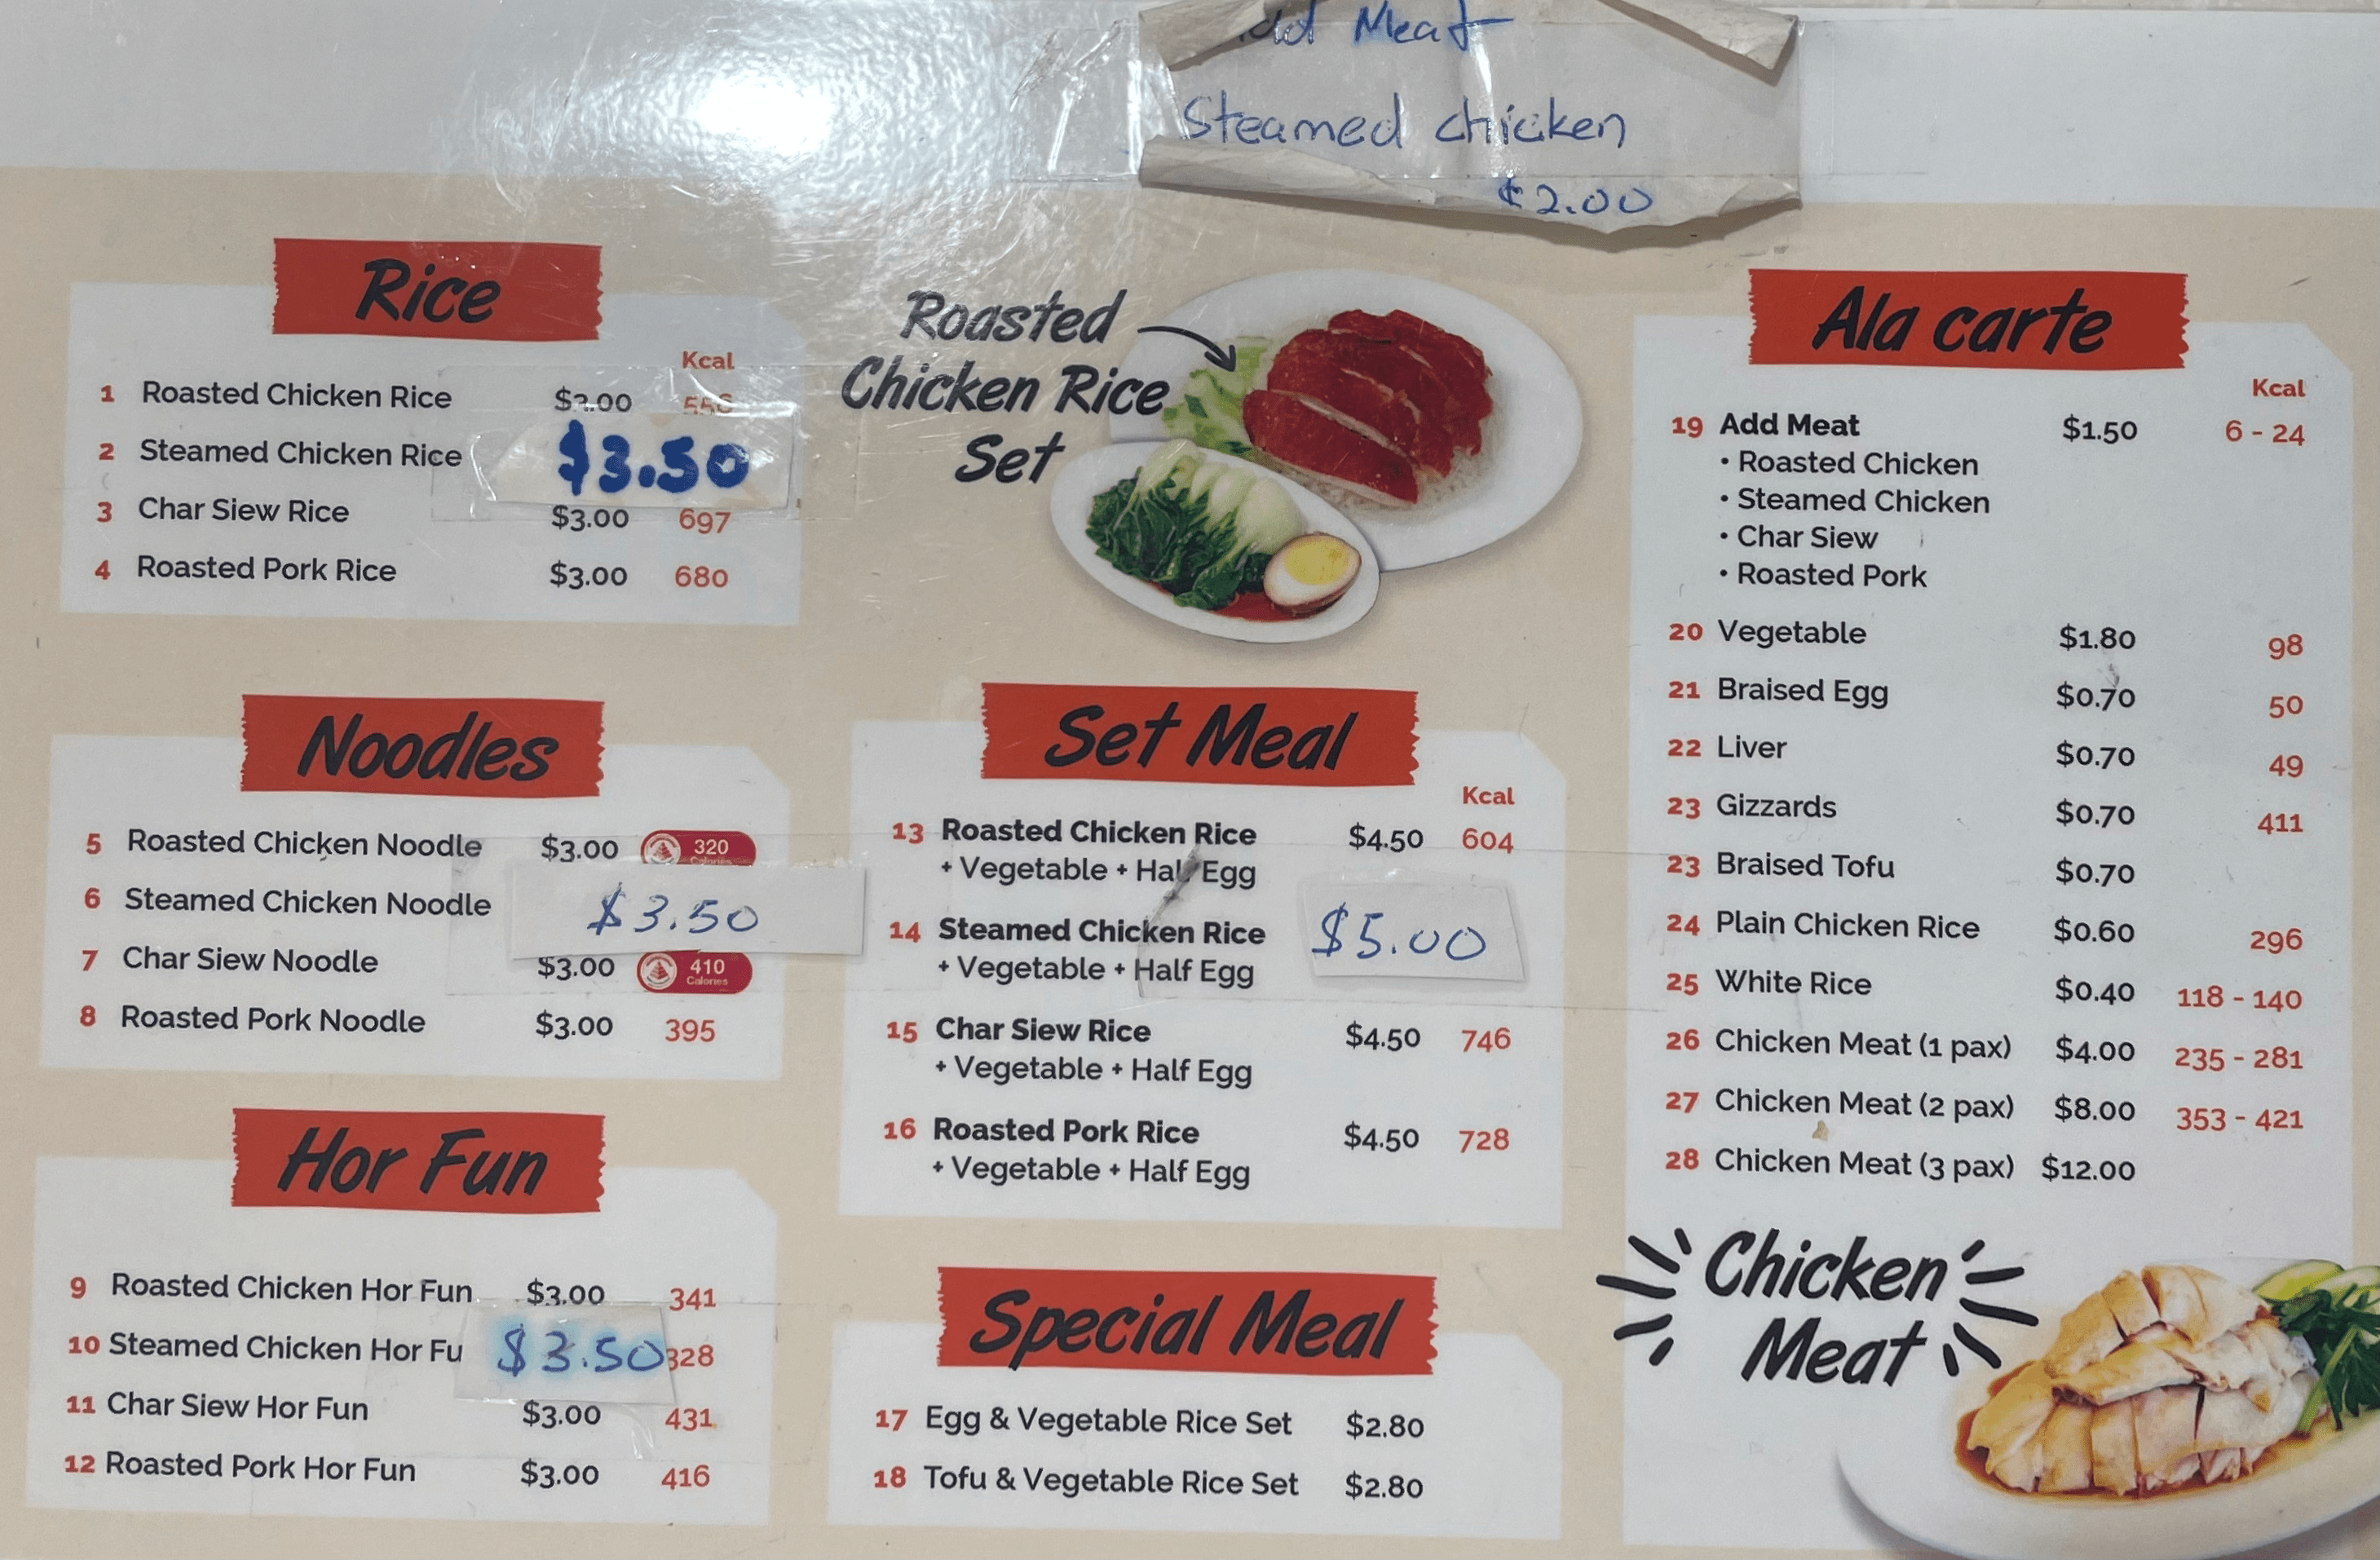 Meat
Steamed chicken
$2.00
Rice
Kcal
1 Roasted Chicken Rice $3.00
2 Steamed Chicken Rice $3.50
3 Char Siew Rice $3.00 697
4 Roasted Pork Rice $3.00 680
Noodles
5 Roasted Chicken Noodle $3.00 320 Calories
6 Steamed Chicken Noodle $3.50
7 Char Siew Noodle $3.00 410 Calories
8 Roasted Pork Noodle $3.00 395
Hor Fun
9 Roasted Chicken Hor Fun $3.00 341
10 Steamed Chicken Hor Fu $3.50 328
11 Char Siew Hor Fun $3.00 431
12 Roasted Pork Hor Fun $3.00 416
Roasted
Chicken Rice
Set
Set Meal
Kcal
13 Roasted Chicken Rice $4.50 604
+ Vegetable + Half Egg
14 Steamed Chicken Rice $5.00
+ Vegetable + Half Egg
15 Char Siew Rice $4.50 746
+ Vegetable + Half Egg
16 Roasted Pork Rice $4.50 728
+ Vegetable + Half Egg
Special Meal
17 Egg & Vegetable Rice Set $2.80
18 Tofu & Vegetable Rice Set $2.80
Ala carte
Kcal
19 Add Meat $1.50 6 - 24
• Roasted Chicken
• Steamed Chicken
• Char Siew
• Roasted Pork
20 Vegetable $1.80 98
21 Braised Egg $0.70 50
22 Liver $0.70 49
23 Gizzards $0.70 411
23 Braised Tofu $0.70
24 Plain Chicken Rice $0.60 296
25 White Rice $0.40 118 - 140
26 Chicken Meat (1 pax) $4.00 235 - 281
27 Chicken Meat (2 pax) $8.00 353 - 421
28 Chicken Meat (3 pax) $12.00
Chicken
Meat